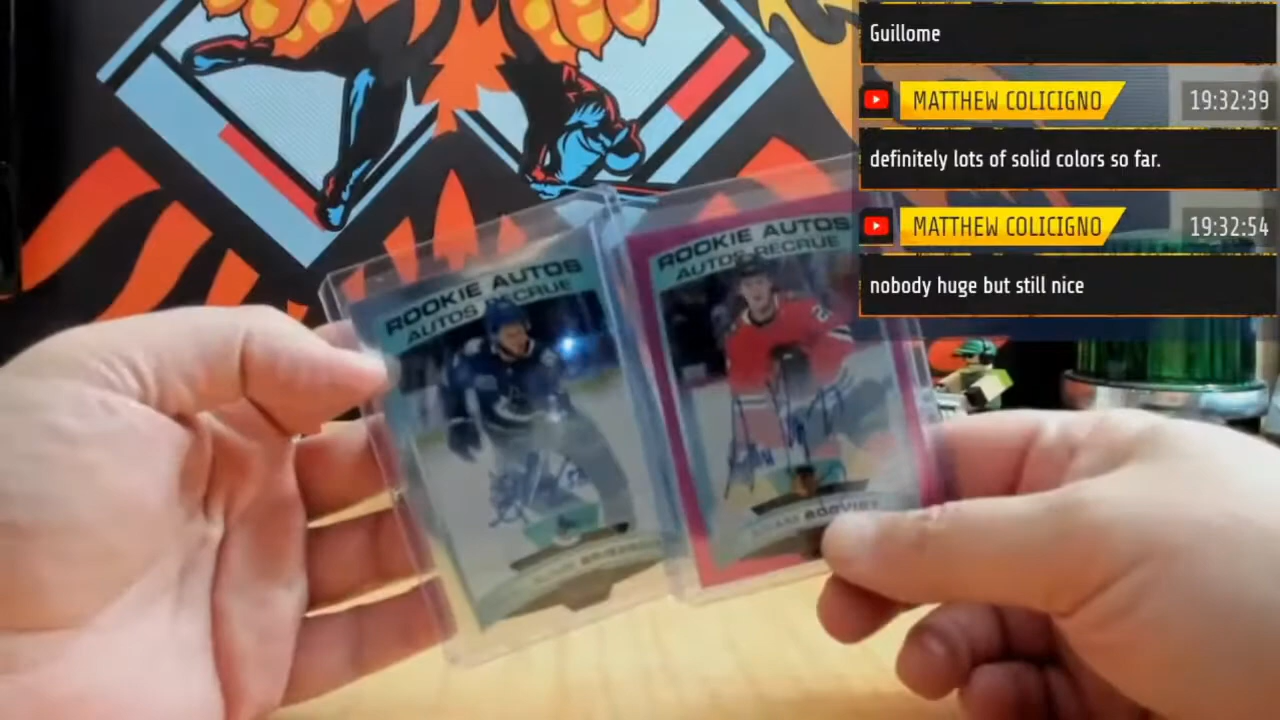 Guillome
MATTHEW COLICIGNO
19:32:39
definitely lots of solid colors so far.
MATTHEW COLICIGNO
19:32:54
nobody huge but still nice
ROOKIE AUTOS
AUTOS RECRUE
ROOKIE AUTOS
AUTOS RECRUE